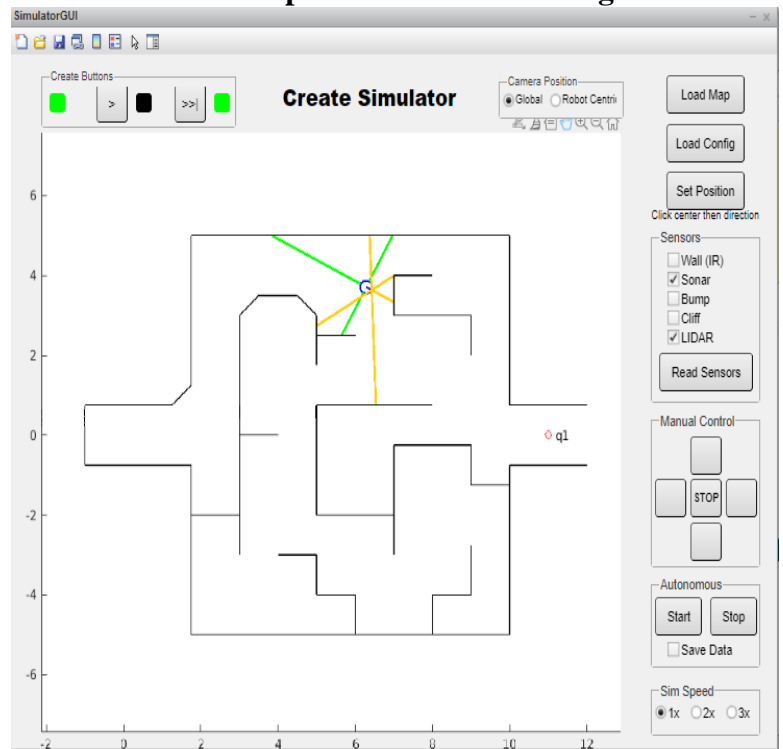 SimulatorGUI
Create Buttons
>
>>|
Create Simulator
Camera Position
Global
Robot Centri
Load Map
Load Config
Set Position
Click center then direction
Sensors
Wall (IR)
Sonar
Bump
Cliff
LIDAR
Read Sensors
Manual Control
STOP
Autonomous
Start
Stop
Save Data
Sim Speed
1x
2x
3x
6
4
2
0
-2
-4
-6
q1
-2
0
2
4
6
8
10
12